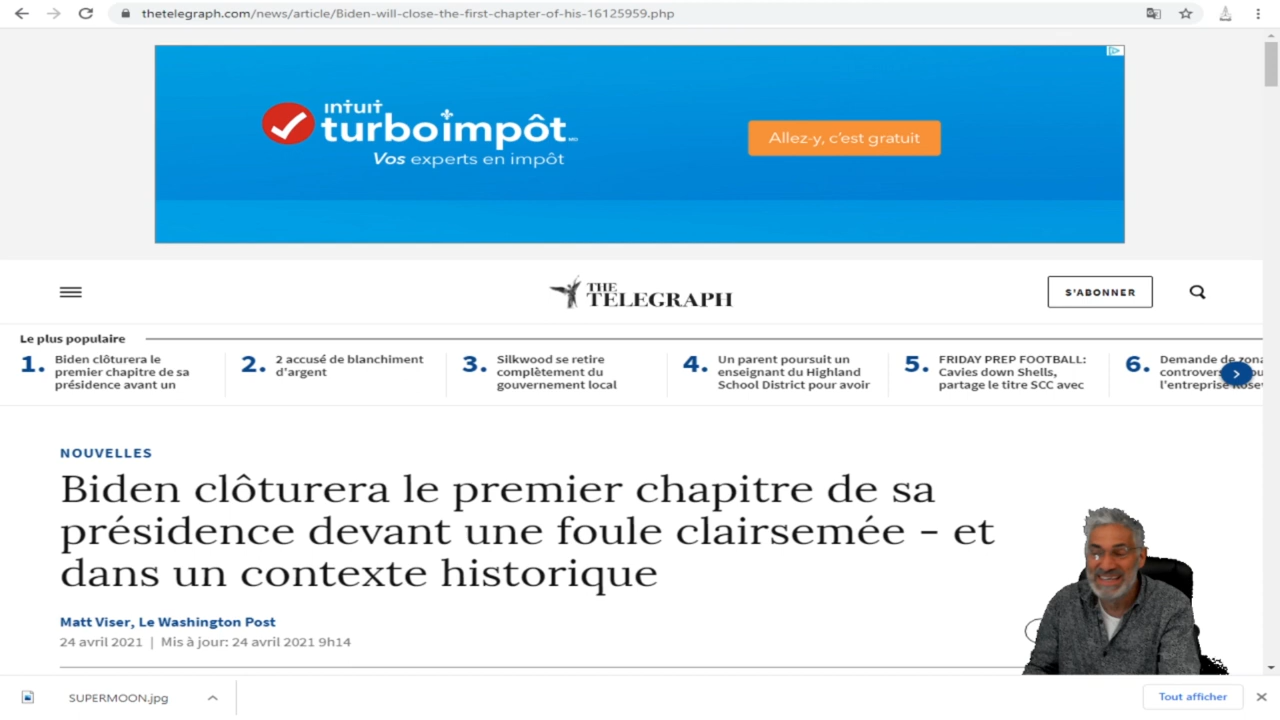 thetelegraph.com/news/article/Biden-will-close-the-first-chapter-of-his-16125959.php
ıntuıt
turboimpôt
Vos experts en impôt
Allez-y, c'est gratuit
THE
TELEGRAPH
S'ABONNER
Le plus populaire
1. Biden clôturera le
premier chapitre de sa
présidence avant un
2. 2 accusé de blanchiment
d'argent
3. Silkwood se retire
complètement du
gouvernement local
4. Un parent poursuit un
enseignant du Highland
School District pour avoir
5. FRIDAY PREP FOOTBALL:
Cavies down Shells,
partage le titre SCC avec
6. Demande de
l'entreprise
NOUVELLES
Biden clôturera le premier chapitre de sa
présidence devant une foule clairsemée - et
dans un contexte historique
Matt Viser, Le Washington Post
24 avril 2021 | Mis à jour: 24 avril 2021 9h14
SUPERMOON.jpg
Tout afficher